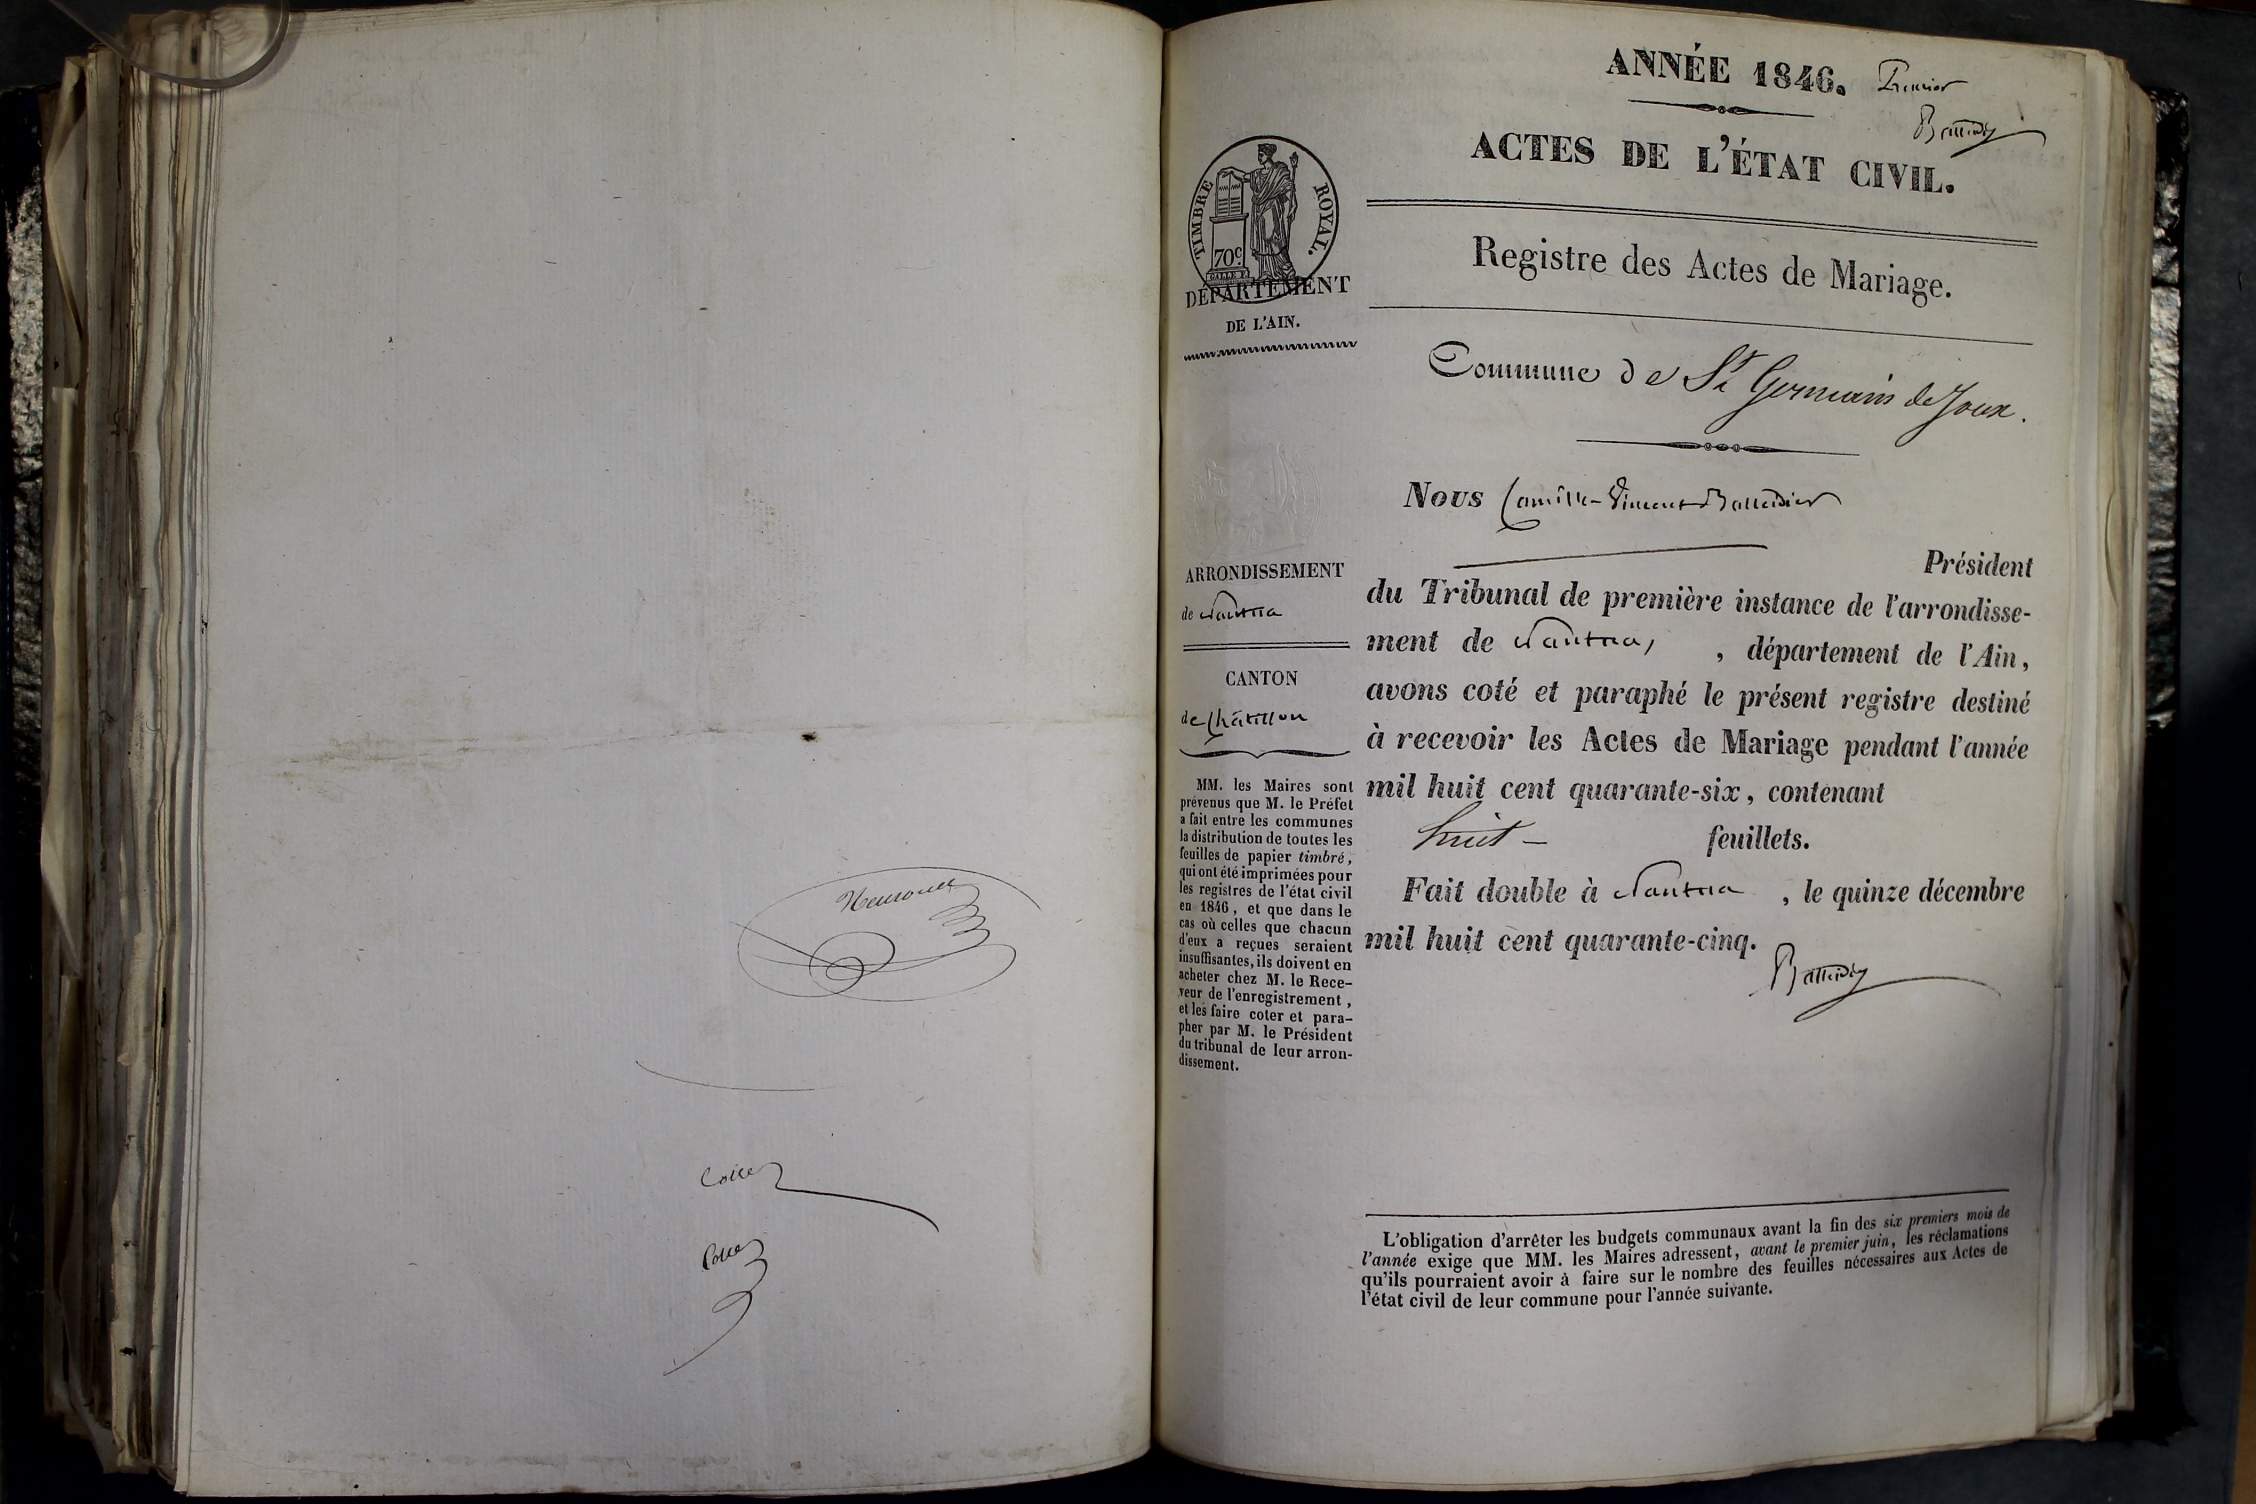 ANNÉE 1846. Premier
ACTES DE L'ÉTAT CIVIL.
Registre des Actes de Mariage.
Commune de St Germain de Joux.
TIMBRE ROYAL.
70c
DÉPARTEMENT
DE L'AIN.
ARRONDISSEMENT
de Nantua
CANTON
de Châtillon
MM. les Maires sont
prévenus que M. le Préfet
a fait entre les communes
la distribution de toutes les
feuilles de papier timbré,
qui ont été imprimées pour
les registres de l'état civil
en 1846, et que dans le
cas où celles que chacun
d'eux a reçues seraient
insuffisantes, ils doivent en
acheter chez M. le Rece-
veur de l'enregistrement,
et les faire coter et para-
pher par M. le Président
du tribunal de leur arron-
dissement.
Nous Camille-Vincent Balleidier
Président
du Tribunal de première instance de l'arrondisse-
ment de Nantua, , département de l'Ain,
avons coté et paraphé le présent registre destiné
à recevoir les Actes de Mariage pendant l'année
mil huit cent quarante-six, contenant
huit - feuillets.
Fait double à Nantua , le quinze décembre
mil huit cent quarante-cinq.
L'obligation d'arrêter les budgets communaux avant la fin des six premiers mois de
l'année exige que MM. les Maires adressent, avant le premier juin, les réclamations
qu'ils pourraient avoir à faire sur le nombre des feuilles nécessaires aux Actes de
l'état civil de leur commune pour l'année suivante.